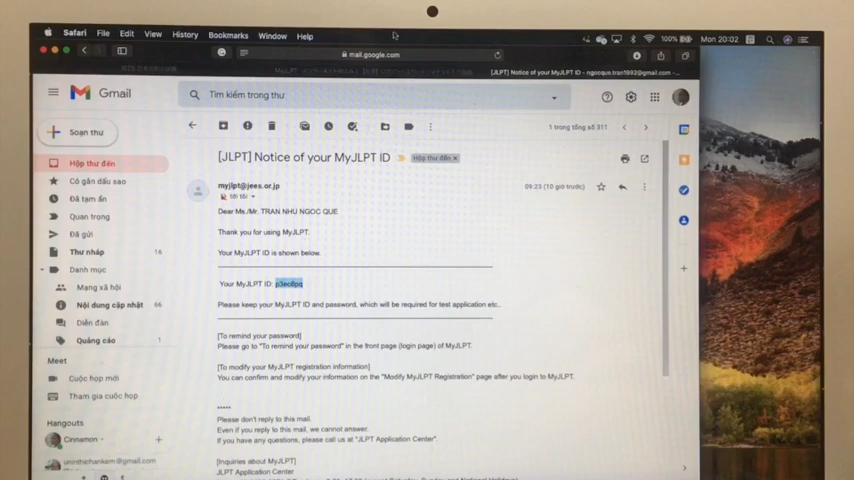 Safari File Edit View History Bookmarks Window Help 100% Mon 20:02
mail.google.com
[JLPT] Notice of your MyJLPT ID - ngocque.tran1993@gmail.com -...
Gmail
Tìm kiếm trong thư
Soạn thư
1 trong tổng số 311
Hộp thư đến
Có gắn dấu sao
Đã tạm ẩn
Quan trọng
Đã gửi
Thư nháp 16
Danh mục
Mạng xã hội
Nội dung cập nhật 66
Diễn đàn
Quảng cáo 1
Meet
Cuộc họp mới
Tham gia cuộc họp
Hangouts
Cinnamon
uninthichankem@gmail.com
[JLPT] Notice of your MyJLPT ID Hộp thư đến x
myjlpt@jees.or.jp 09:23 (10 giờ trước)
tới tôi
Dear Ms./Mr. TRAN NHU NGOC QUE
Thank you for using MyJLPT.
Your MyJLPT ID is shown below.
Your MyJLPT ID:
Please keep your MyJLPT ID and password, which will be required for test application etc..
[To remind your password]
Please go to "To remind your password" in the front page (login page) of MyJLPT.
[To modify your MyJLPT registration information]
You can confirm and modify your information on the "Modify MyJLPT Registration" page after you login to MyJLPT.
*****
Please don't reply to this mail.
Even if you reply to this mail, we cannot answer.
If you have any questions, please call us at "JLPT Application Center".
[Inquiries about MyJLPT]
JLPT Application Center